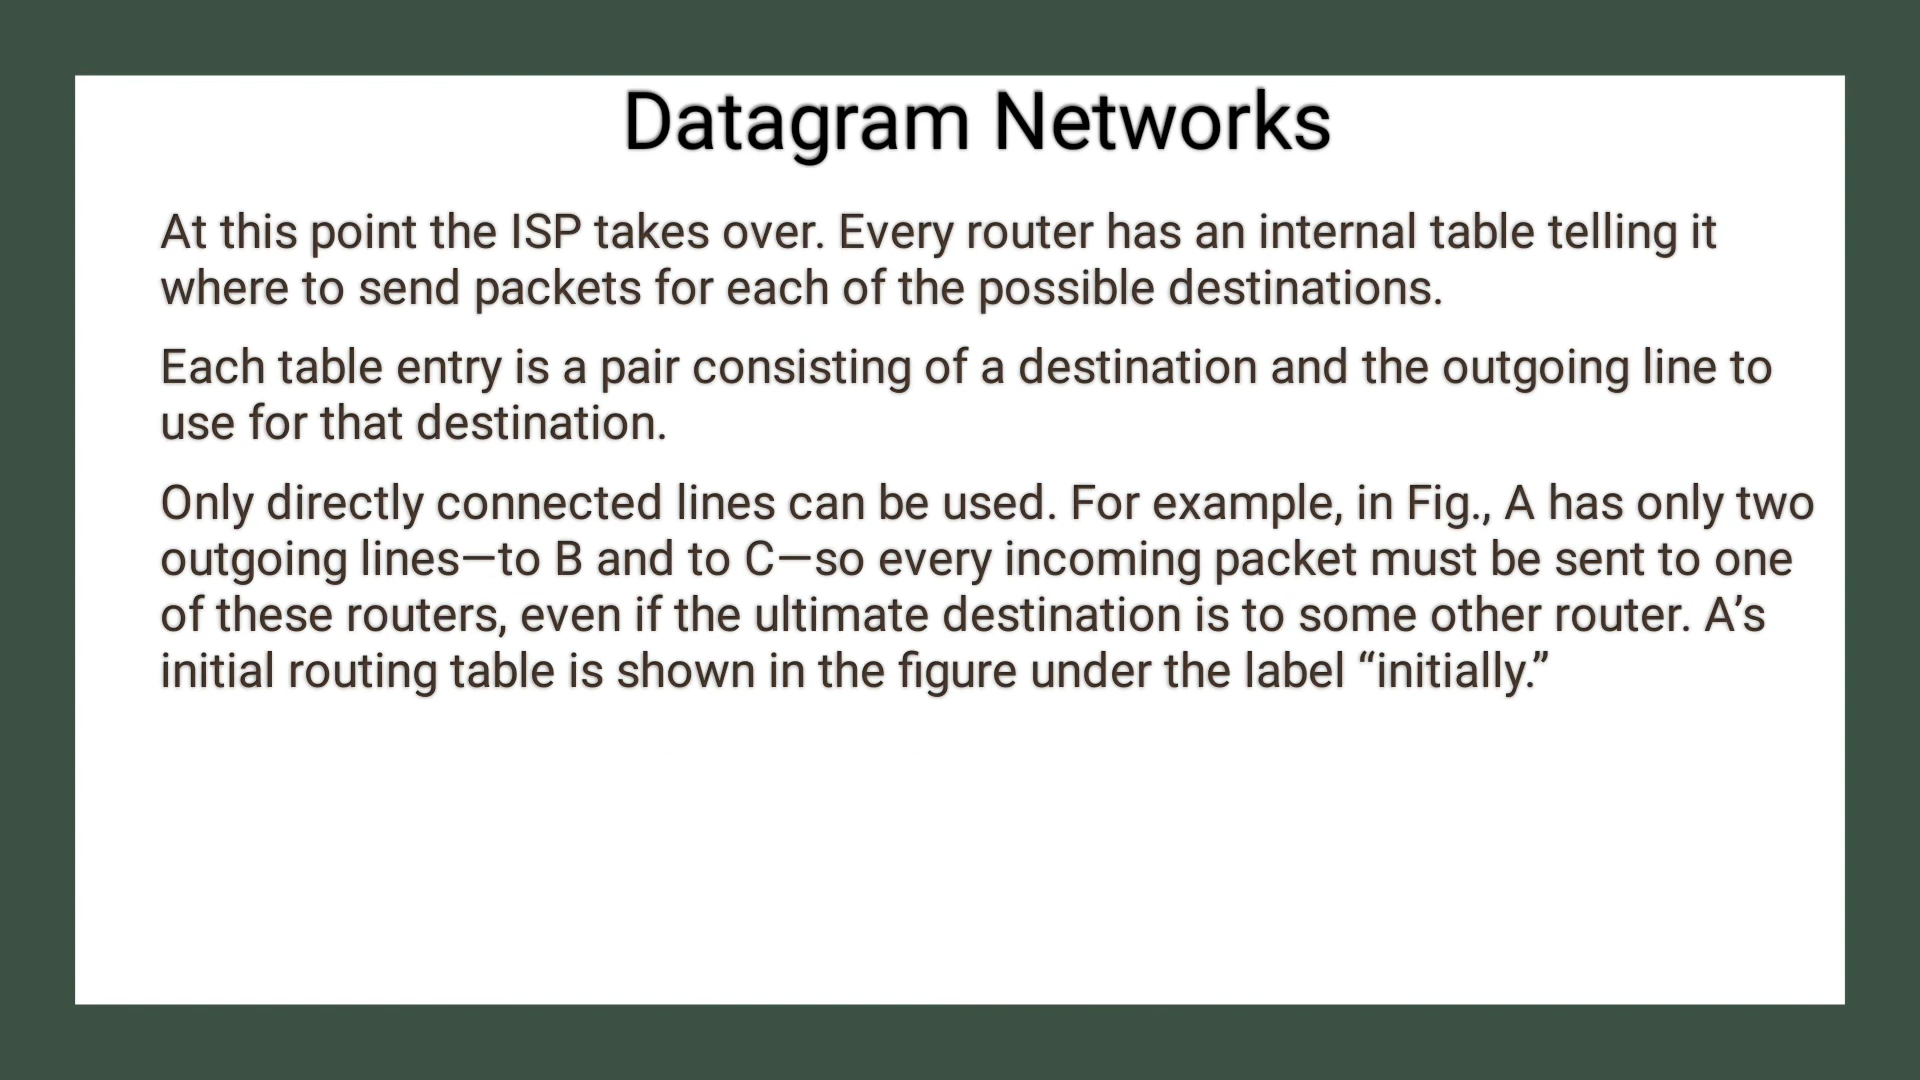 Datagram Networks
At this point the ISP takes over. Every router has an internal table telling it
where to send packets for each of the possible destinations.
Each table entry is a pair consisting of a destination and the outgoing line to
use for that destination.
Only directly connected lines can be used. For example, in Fig., A has only two
outgoing lines—to B and to C—so every incoming packet must be sent to one
of these routers, even if the ultimate destination is to some other router. A’s
initial routing table is shown in the figure under the label “initially.”